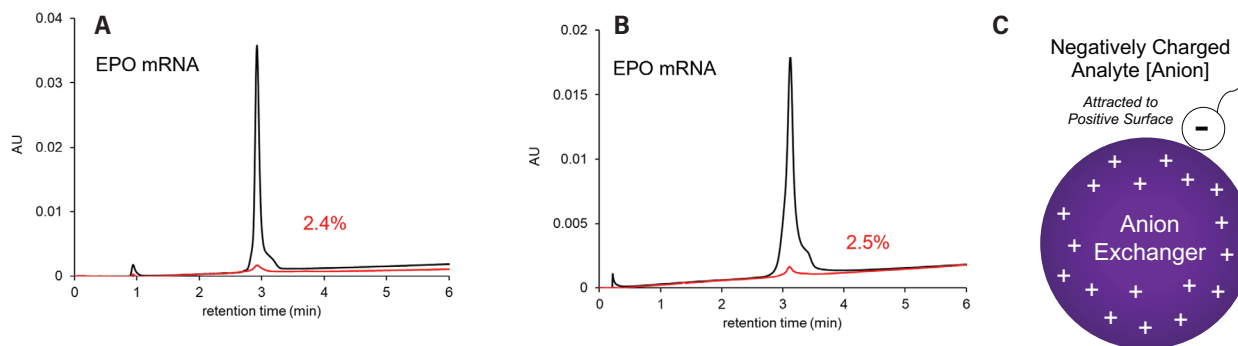 A
EPO mRNA
0.04
0.03
0.02
0.01
0
AU
2.4%
0 1 2 3 4 5 6
retention time (min)
B
EPO mRNA
0.02
0.015
0.01
0.005
0
AU
2.5%
0 1 2 3 4 5 6
retention time (min)
C
Negatively Charged
Analyte [Anion]
Attracted to
Positive Surface
-
+ +
+ + + +
+ +
+ +
+ + + + +
+ + +
Anion
Exchanger